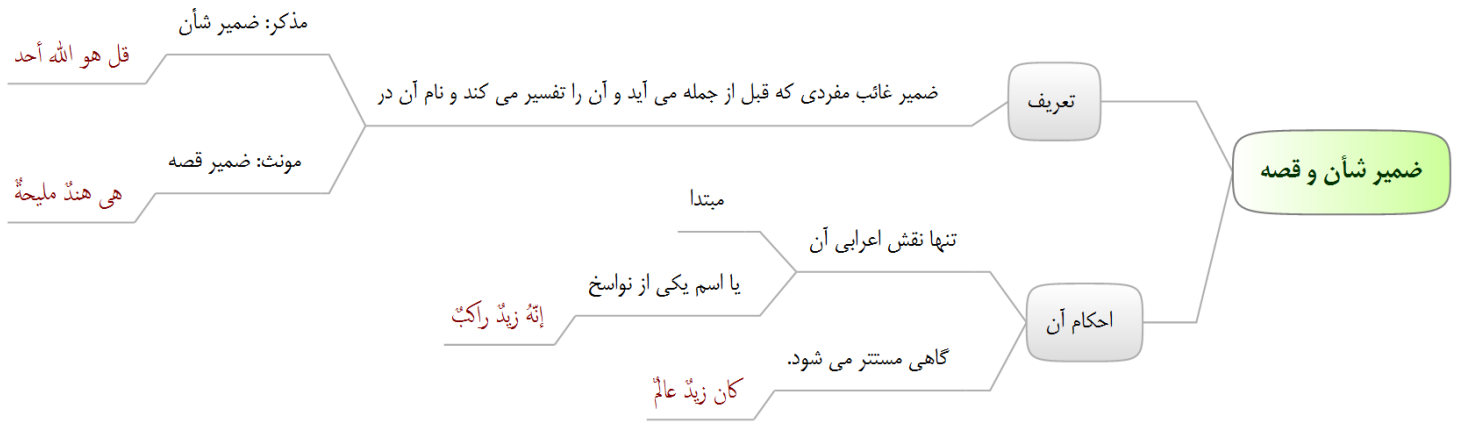 ضمیر شأن و قصه
تعریف
ضمیر غائب مفردی که قبل از جمله می آید و آن را تفسیر می کند و نام آن در
مذکر: ضمیر شأن
قل هو الله أحد
مونث: ضمیر قصه
هی هندٌ ملیحةٌ
احکام آن
تنها نقش اعرابی آن
مبتدا
یا اسم یکی از نواسخ
إنّهُ زیدٌ راکبٌ
گاهی مستتر می شود.
کان زیدٌ عالمٌ